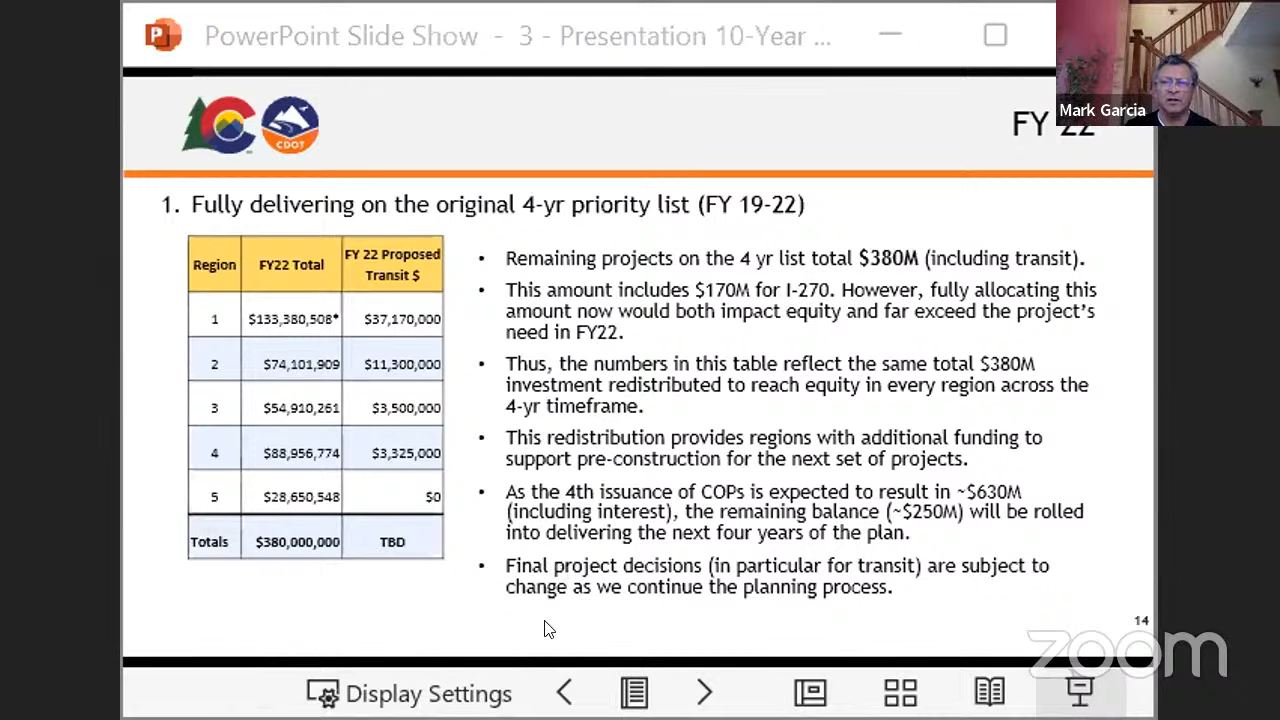 PowerPoint Slide Show - 3 - Presentation 10-Year ...
Mark Garcia
CDOT
FY 22
1. Fully delivering on the original 4-yr priority list (FY 19-22)
Region FY22 Total FY 22 Proposed Transit $
1 $133,380,508* $37,170,000
2 $74,101,909 $11,300,000
3 $54,910,261 $3,500,000
4 $88,956,774 $3,325,000
5 $28,650,548 $0
Totals $380,000,000 TBD
• Remaining projects on the 4 yr list total $380M (including transit).
• This amount includes $170M for I-270. However, fully allocating this
amount now would both impact equity and far exceed the project's
need in FY22.
• Thus, the numbers in this table reflect the same total $380M
investment redistributed to reach equity in every region across the
4-yr timeframe.
• This redistribution provides regions with additional funding to
support pre-construction for the next set of projects.
• As the 4th issuance of COPs is expected to result in ~$630M
(including interest), the remaining balance (~$250M) will be rolled
into delivering the next four years of the plan.
• Final project decisions (in particular for transit) are subject to
change as we continue the planning process.
14
zoom
Display Settings